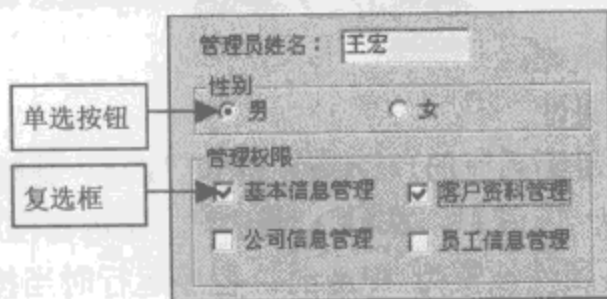 管理员姓名： 王宏
性别
单选按钮
男 女
管理权限
复选框
基本信息管理 客户资料管理
公司信息管理 员工信息管理